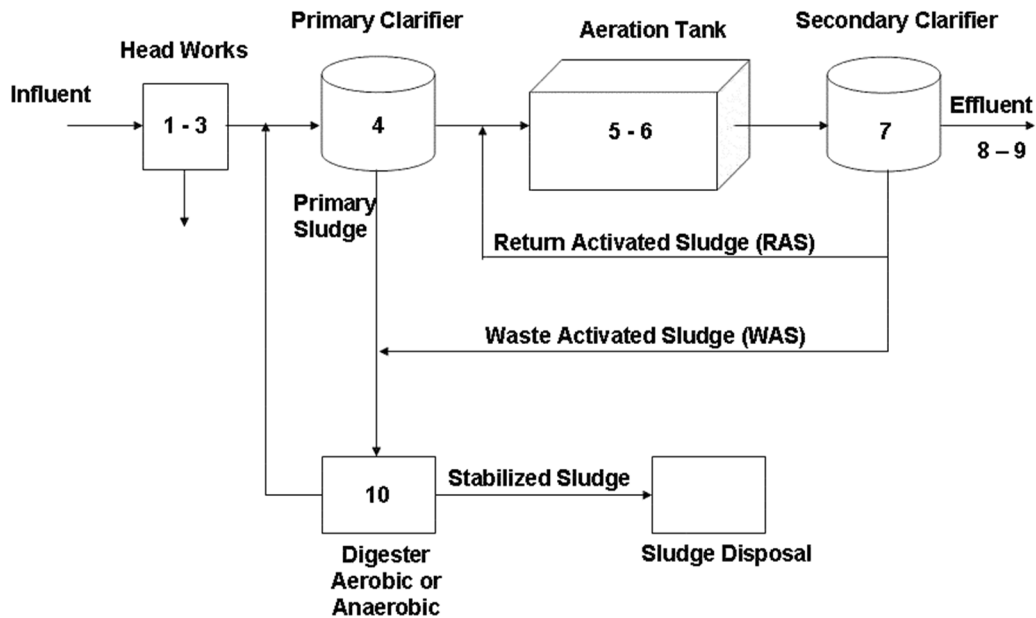 Primary Clarifier
Secondary Clarifier
Aeration Tank
Head Works
Influent
1 - 3
4
5 - 6
7
Effluent
8 – 9
Primary
Sludge
Return Activated Sludge (RAS)
Waste Activated Sludge (WAS)
10
Stabilized Sludge
Digester
Aerobic or
Anaerobic
Sludge Disposal